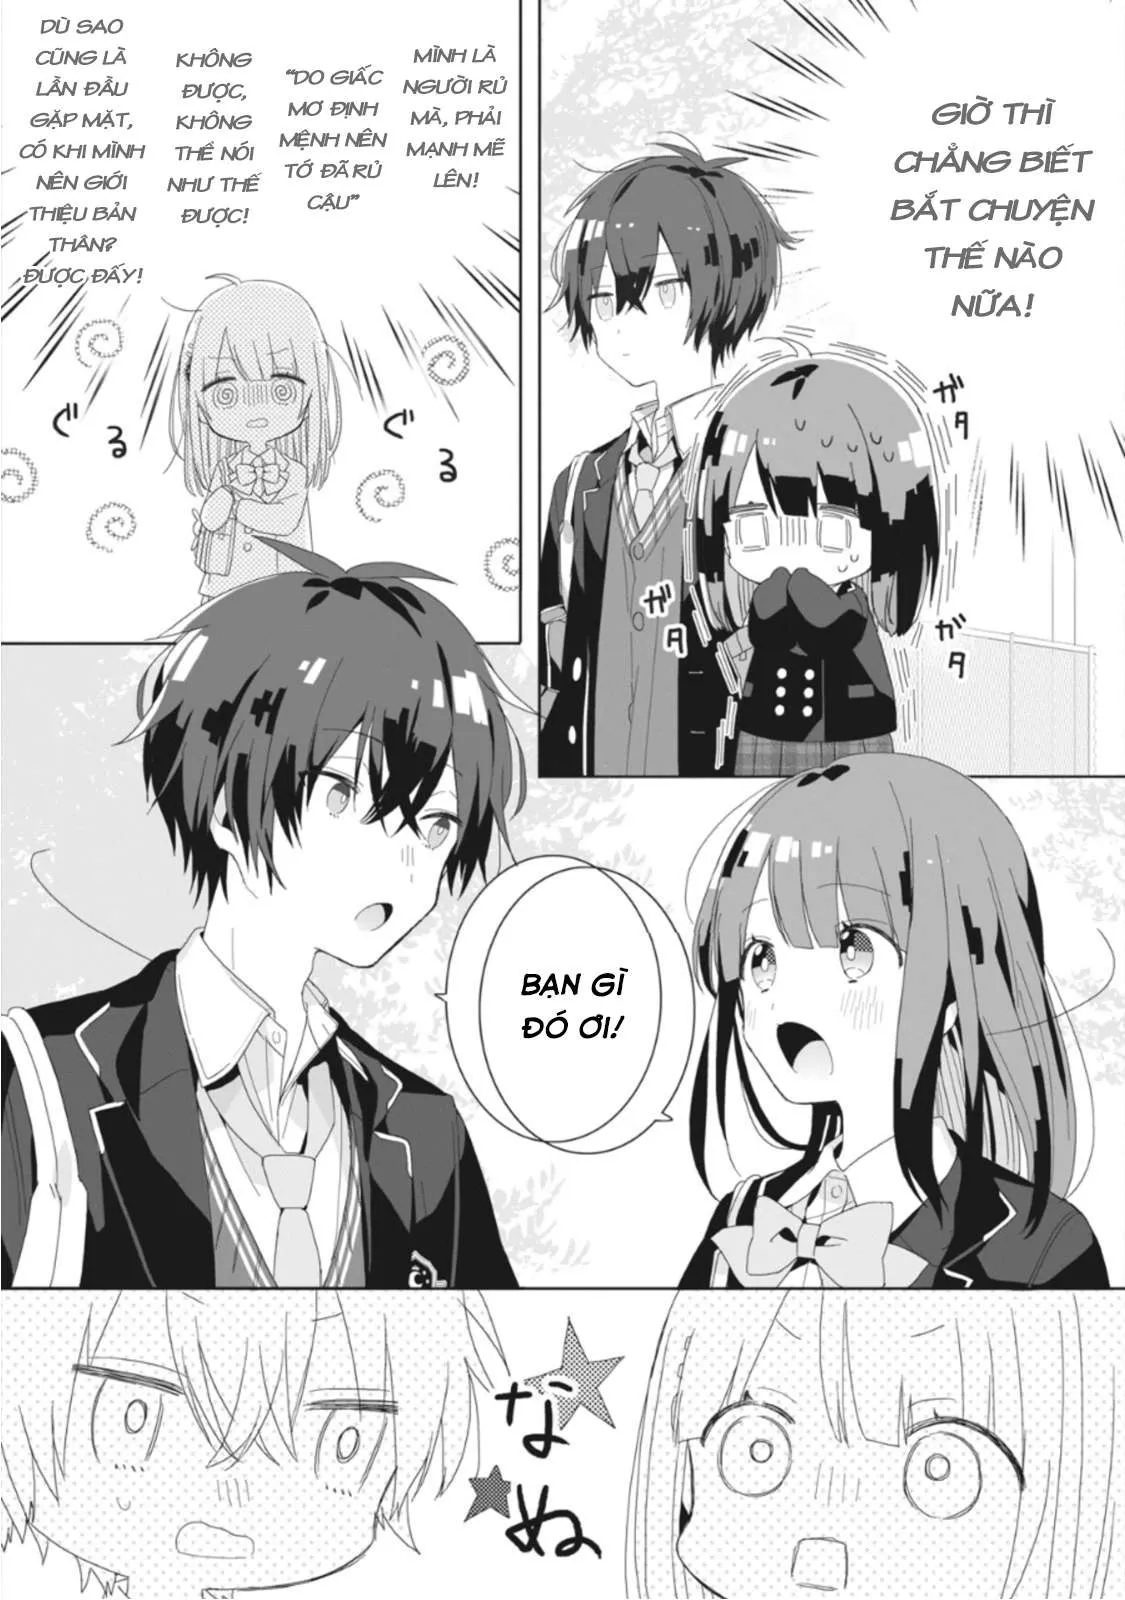 GIỜ THÌ
CHẲNG BIẾT
BẮT CHUYỆN
THẾ NÀO
NỮA!
ガタ
ガタ
ガタ
MÌNH LÀ
NGƯỜI RỦ
MÀ, PHẢI
MẠNH MẼ
LÊN!
“DO GIẤC
MƠ ĐỊNH
MỆNH NÊN
TỚ ĐÃ RỦ
CẬU”
KHÔNG
ĐƯỢC,
KHÔNG
THỂ NÓI
NHƯ THẾ
ĐƯỢC!
DÙ SAO
CŨNG LÀ
LẦN ĐẦU
GẶP MẶT,
CÓ KHI MÌNH
NÊN GIỚI
THIỆU BẢN
THÂN?
ĐƯỢC ĐẤY!
ぐる
ぐる
BẠN GÌ
ĐÓ ƠI!
なぬ